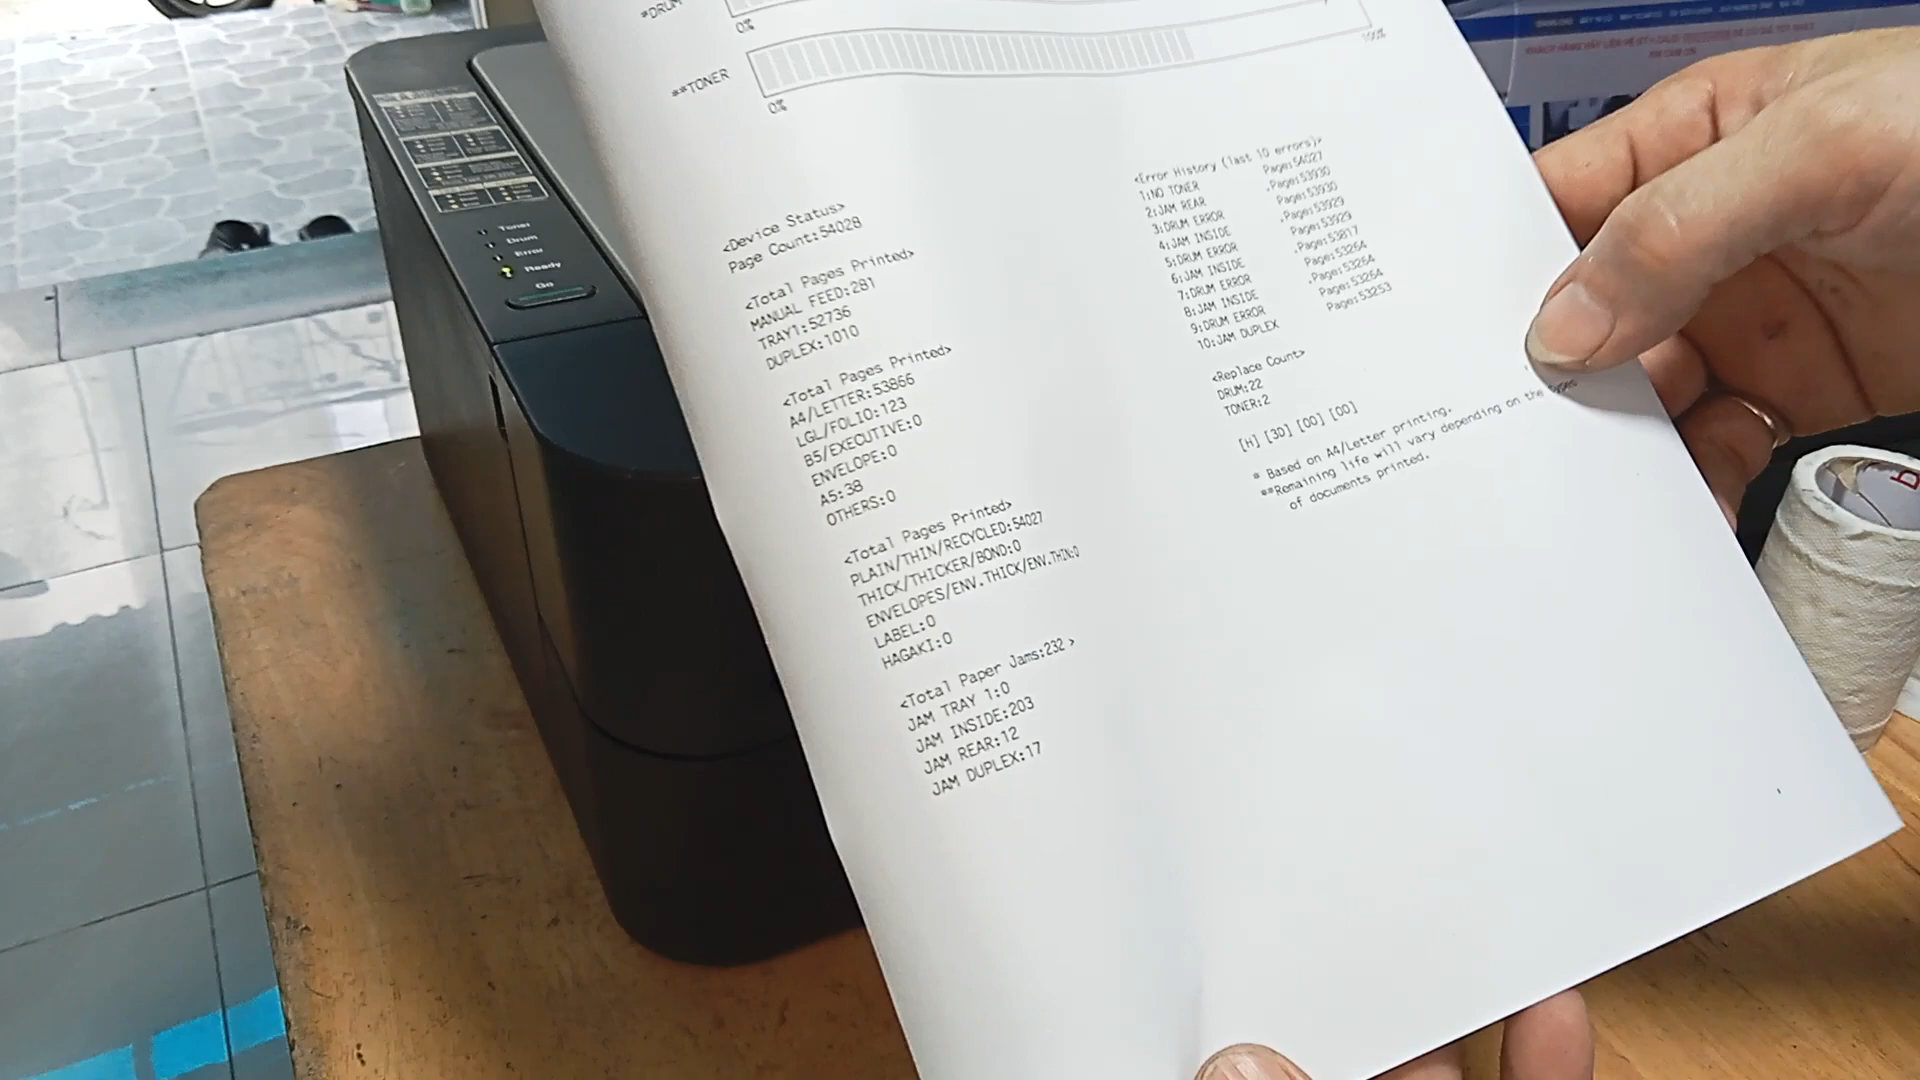 *DRUM
0%
100%
**TONER
0%
<Device Status>
Page Count:54028
<Total Pages Printed>
MANUAL FEED:281
TRAY1:52736
DUPLEX:1010
<Total Pages Printed>
A4/LETTER:53866
LGL/FOLIO:123
B5/EXECUTIVE:0
ENVELOPE:0
A5:38
OTHERS:0
<Total Pages Printed>
PLAIN/THIN/RECYCLED:54027
THICK/THICKER/BOND:0
ENVELOPES/ENV.THICK/ENV.THIN:0
LABEL:0
HAGAKI:0
<Total Paper Jams:232 >
JAM TRAY 1:0
JAM INSIDE:203
JAM REAR:12
JAM DUPLEX:17
<Error History (last 10 errors)>
1:NO TONER Page:54027
2:JAM REAR Page:53930
3:DRUM ERROR Page:53930
4:JAM INSIDE Page:53929
5:DRUM ERROR Page:53929
6:JAM INSIDE Page:53817
7:DRUM ERROR Page:53264
8:JAM INSIDE Page:53264
9:DRUM ERROR Page:53264
10:JAM DUPLEX Page:53253
<Replace Count>
DRUM:22
TONER:2
[H] [3D] [00] [00]
* Based on A4/Letter printing.
**Remaining life will vary depending on the types
of documents printed.
Toner
Drum
Error
Ready
Go